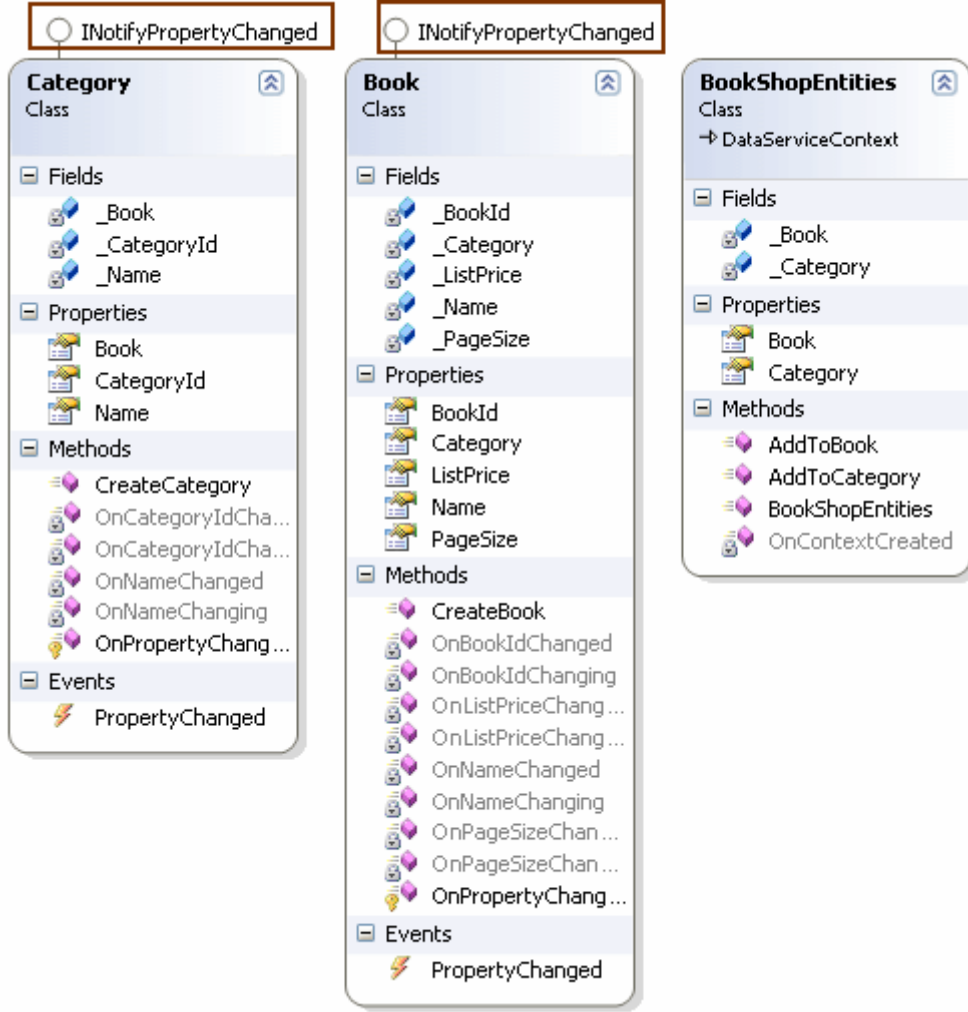 INotifyPropertyChanged
Category
Class
Fields
_Book
_CategoryId
_Name
Properties
Book
CategoryId
Name
Methods
CreateCategory
OnCategoryIdCha...
OnCategoryIdCha...
OnNameChanged
OnNameChanging
OnPropertyChang...
Events
PropertyChanged
INotifyPropertyChanged
Book
Class
Fields
_BookId
_Category
_ListPrice
_Name
_PageSize
Properties
BookId
Category
ListPrice
Name
PageSize
Methods
CreateBook
OnBookIdChanged
OnBookIdChanging
OnListPriceChang...
OnListPriceChang...
OnNameChanged
OnNameChanging
OnPageSizeChan...
OnPageSizeChan...
OnPropertyChang...
Events
PropertyChanged
BookShopEntities
Class
DataServiceContext
Fields
_Book
_Category
Properties
Book
Category
Methods
AddToBook
AddToCategory
BookShopEntities
OnContextCreated